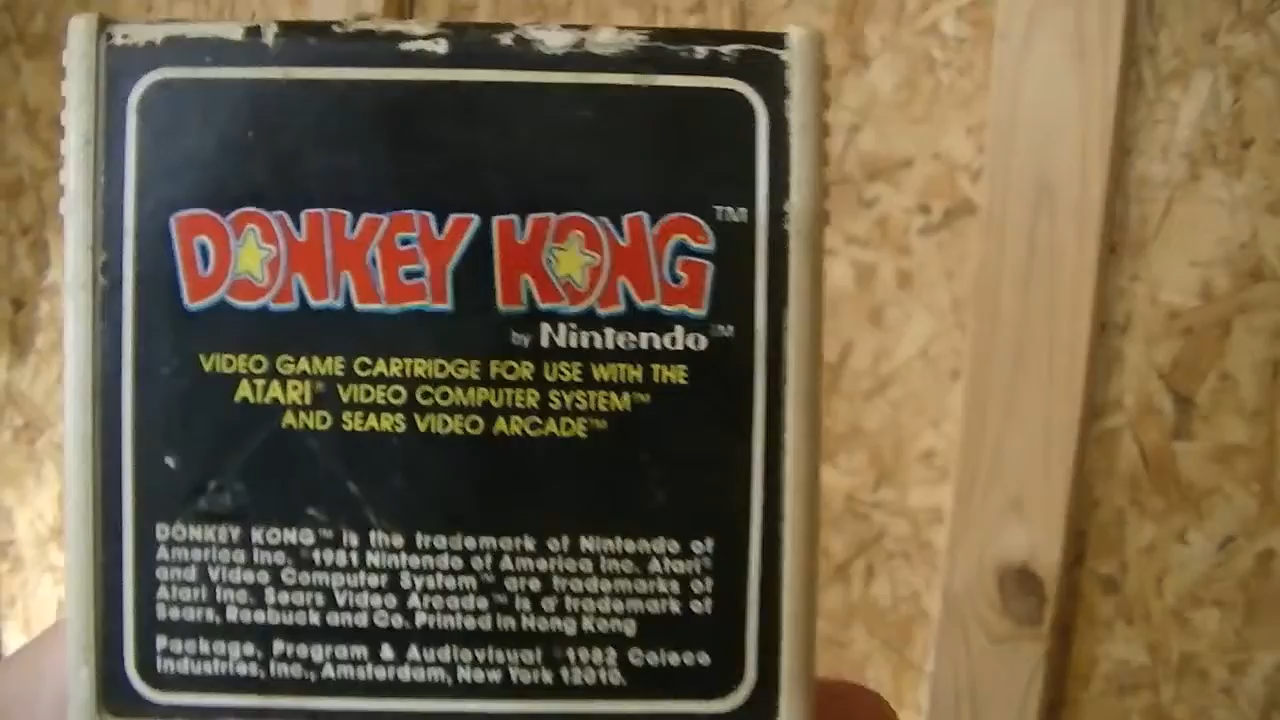 DONKEY KONG™
by Nintendo™
VIDEO GAME CARTRIDGE FOR USE WITH THE
ATARI® VIDEO COMPUTER SYSTEM™
AND SEARS VIDEO ARCADE™
DONKEY KONG™ is the trademark of Nintendo of
America Inc. ©1981 Nintendo of America Inc. Atari®
and Video Computer System™ are trademarks of
Atari Inc. Sears Video Arcade™ is a trademark of
Sears, Roebuck and Co. Printed in Hong Kong
Package, Program & Audiovisual ©1982 Coleco
Industries, Inc., Amsterdam, New York 12010.